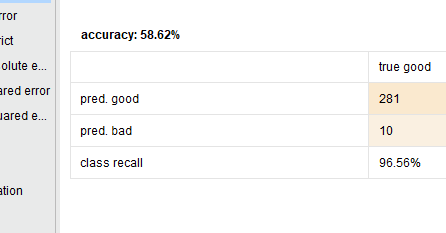 rror
accuracy: 58.62%
rict
true good
olute e...
ared error
pred. good 281
uared e...
pred. bad 10
class recall 96.56%
ation